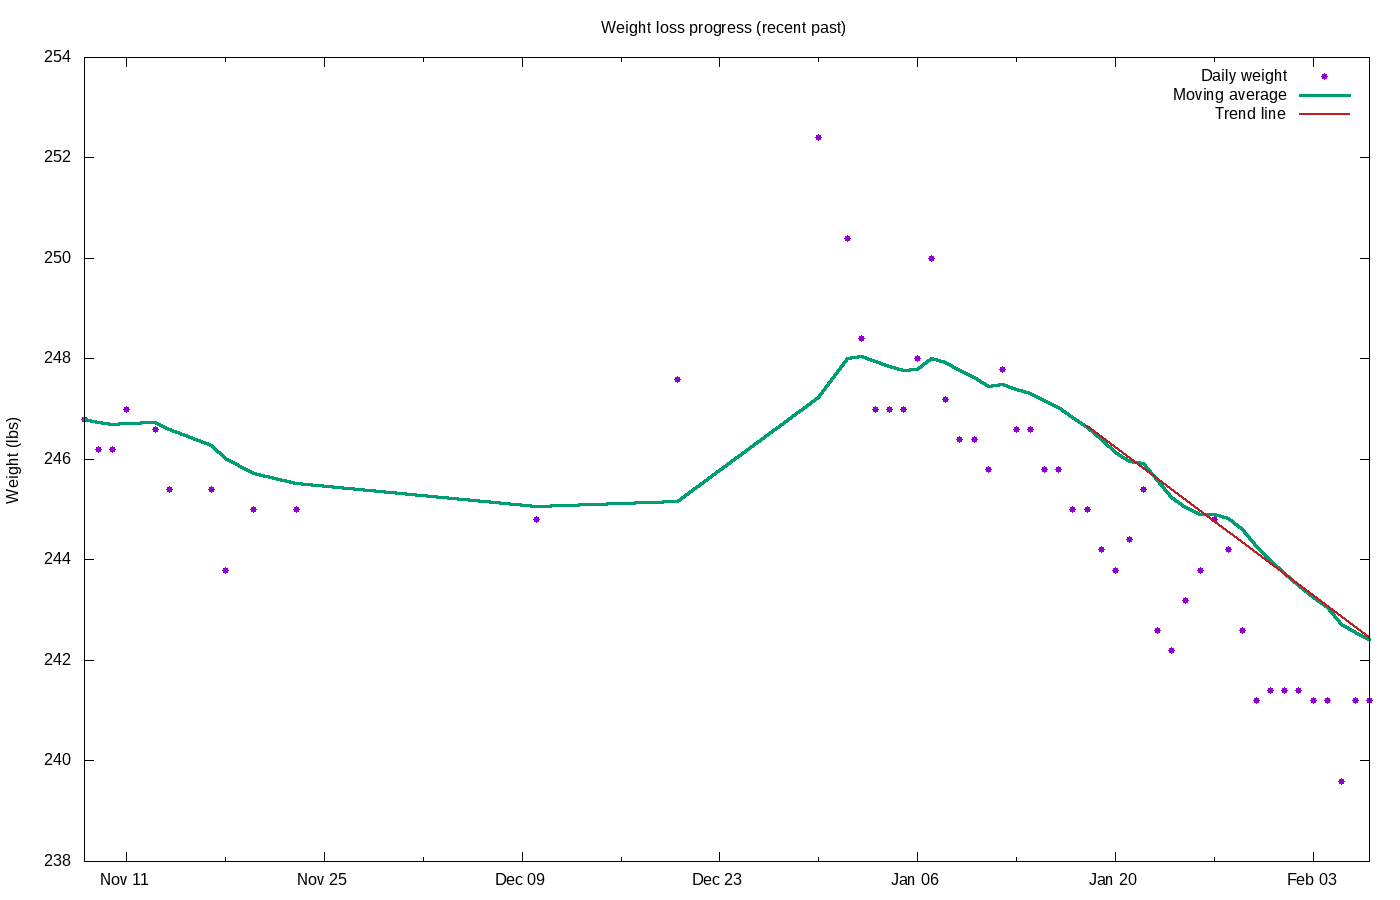 Weight loss progress (recent past)
254
252
250
248
246
244
242
240
238
Weight (lbs)
Daily weight
Moving average
Trend line
Nov 11 Nov 25 Dec 09 Dec 23 Jan 06 Jan 20 Feb 03